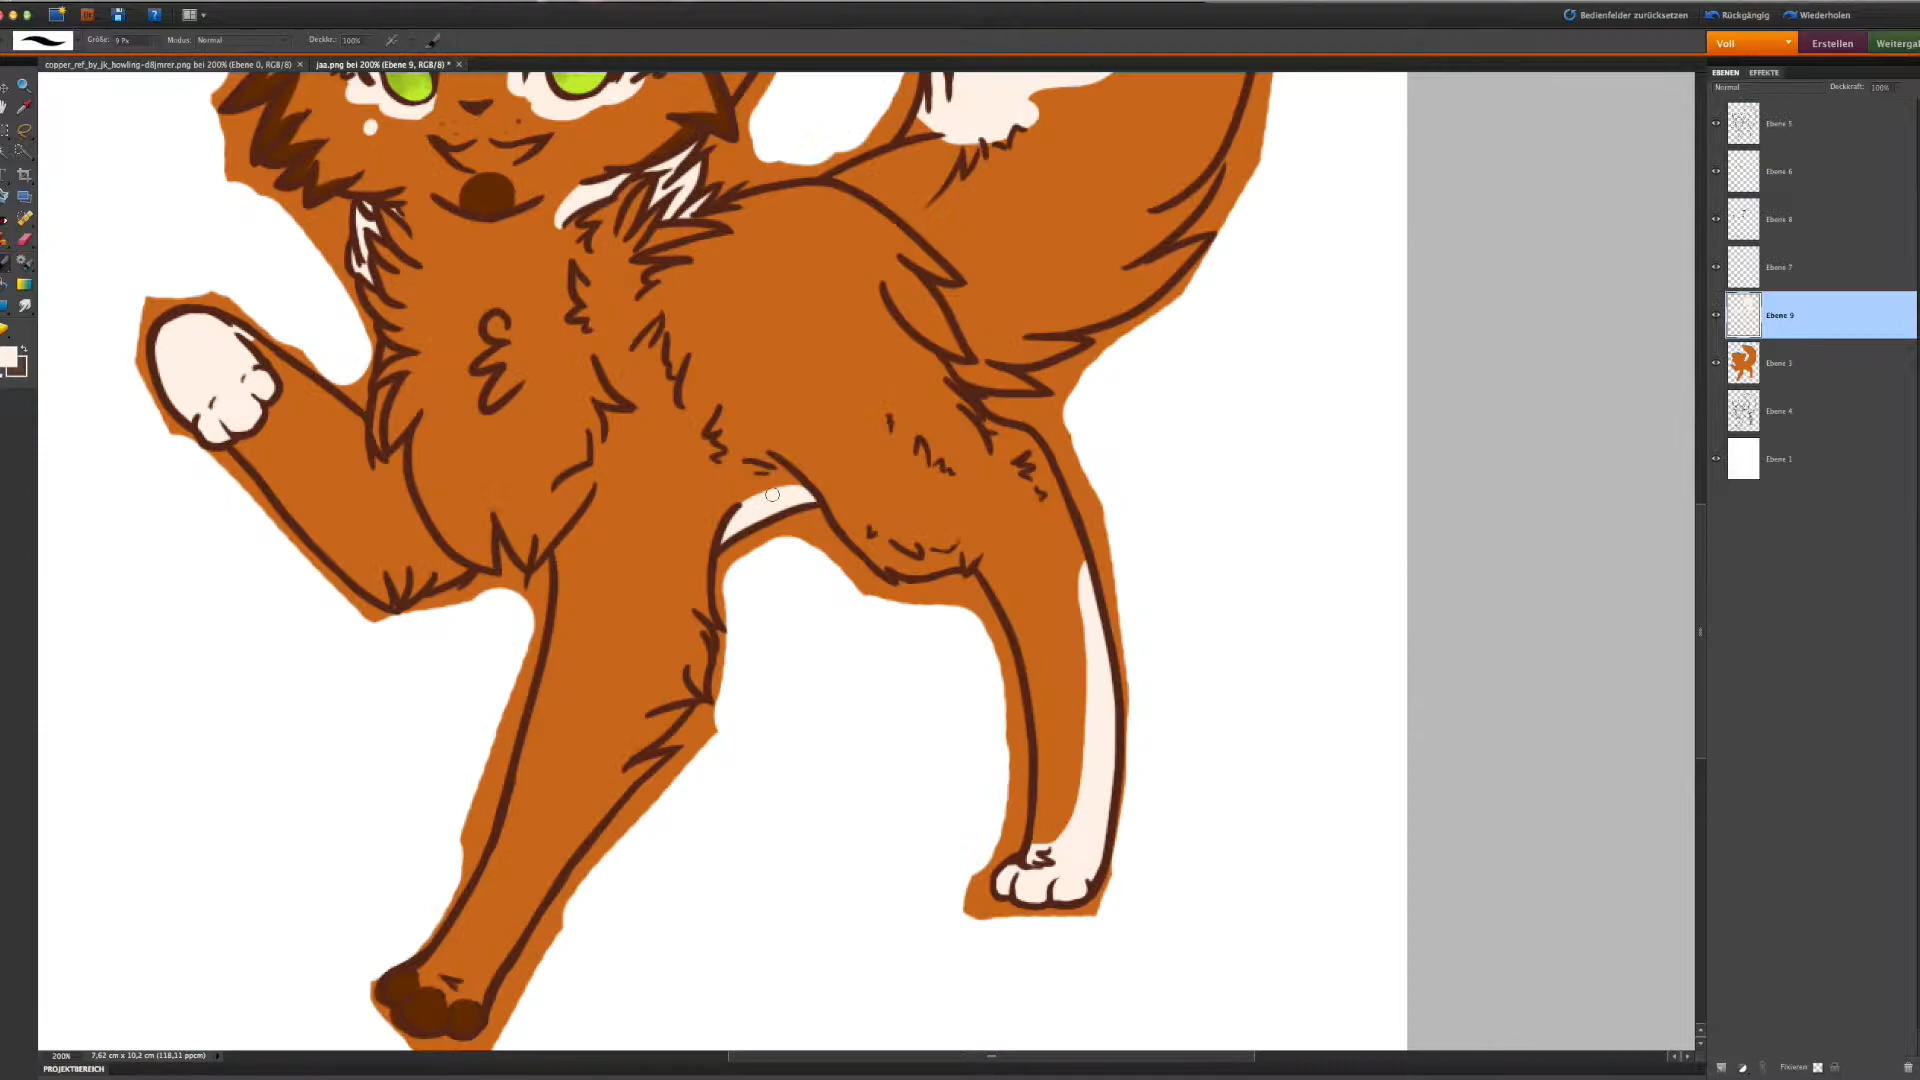 Bedienfelder zurücksetzen Rückgängig Wiederholen
Größe: 9 Px Modus: Normal Deckkr.: 100%
Voll Erstellen Weiterga
copper_ref_by_jk_howling-d8jmrer.png bei 200% (Ebene 0, RGB/8) × jaa.png bei 200% (Ebene 9, RGB/8) * ×
EBENEN EFFEKTE
Normal Deckkraft: 100%
Ebene 5
Ebene 6
Ebene 8
Ebene 7
Ebene 9
Ebene 3
Ebene 4
Ebene 1
200% 7,62 cm x 10,2 cm (118,11 ppcm)
PROJEKTBEREICH
Fixieren: